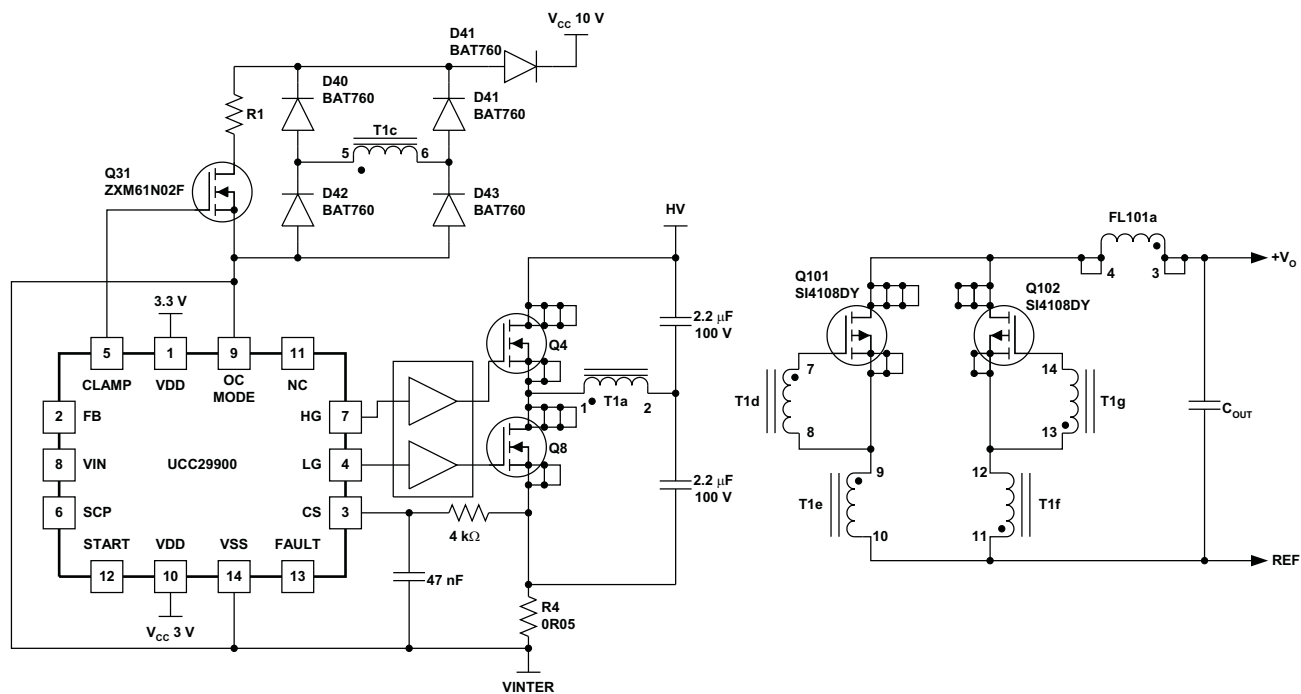 V_CC 10 V
D41
BAT760
D40
BAT760
D41
BAT760
R1
T1c
5
6
Q31
ZXM61N02F
D42
BAT760
D43
BAT760
HV
FL101a
4
3
+V_O
Q101
SI4108DY
Q102
SI4108DY
3.3 V
2.2 μF
100 V
5
1
9
11
Q4
CLAMP
VDD
OC
MODE
NC
7
14
2
FB
HG
7
T1a
1
2
T1d
T1g
C_OUT
8
13
8
VIN
UCC29900
LG
4
Q8
9
12
2.2 μF
100 V
6
SCP
CS
3
T1e
T1f
4 kΩ
10
11
START
VDD
VSS
FAULT
REF
12
10
14
13
47 nF
R4
0R05
V_CC 3 V
VINTER